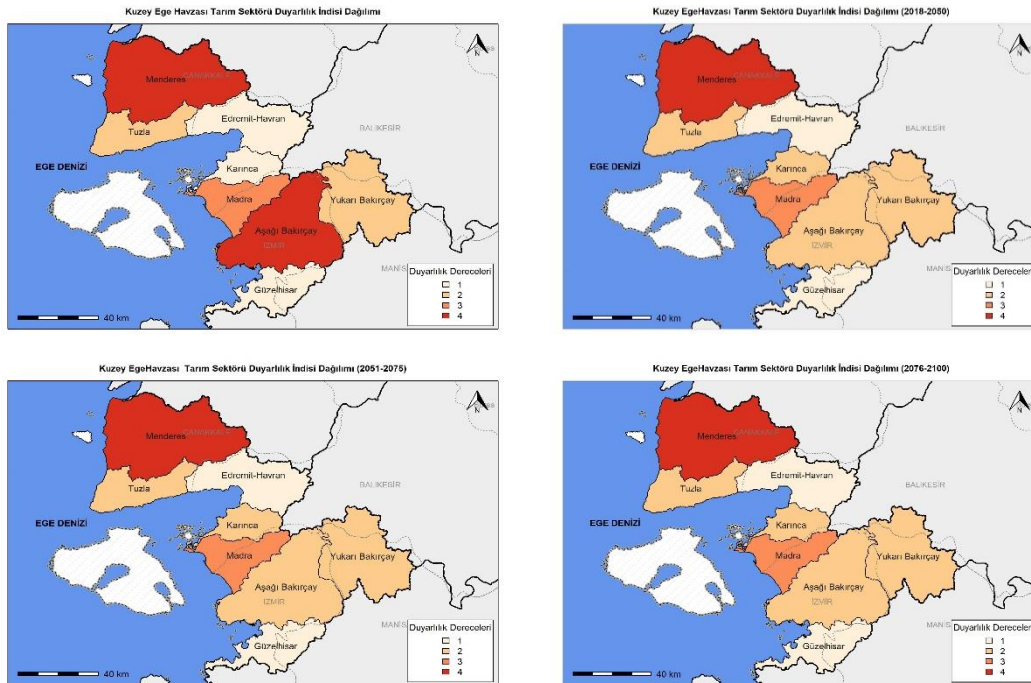 Kuzey Ege Havzası Tarım Sektörü Duyarlılık İndisi Dağılımı
N
ÇANAKKALE
Menderes
Edremit-Havran
Tuzla
BALIKESİR
EGE DENİZİ
Karınca
Madra
Yukarı Bakırçay
Aşağı Bakırçay
İZMİR
MANİS
Güzelhisar
Duyarlılık Dereceleri
1
2
3
4
40 km
Kuzey EgeHavzası Tarım Sektörü Duyarlılık İndisi Dağılımı (2018-2050)
N
ÇANAKKALE
Menderes
Edremit-Havran
Tuzla
BALIKESİR
EGE DENİZİ
Karınca
Madra
Yukarı Bakırçay
Aşağı Bakırçay
İZMİR
MANİS
Güzelhisar
Duyarlılık Dereceleri
1
2
3
4
40 km
Kuzey EgeHavzası Tarım Sektörü Duyarlılık İndisi Dağılımı (2051-2075)
N
ÇANAKKALE
Menderes
Edremit-Havran
Tuzla
BALIKESİR
EGE DENİZİ
Karınca
Madra
Yukarı Bakırçay
Aşağı Bakırçay
İZMİR
MANİS
Güzelhisar
Duyarlılık Dereceleri
1
2
3
4
40 km
Kuzey EgeHavzası Tarım Sektörü Duyarlılık İndisi Dağılımı (2076-2100)
N
ÇANAKKALE
Menderes
Edremit-Havran
Tuzla
BALIKESİR
EGE DENİZİ
Karınca
Madra
Yukarı Bakırçay
Aşağı Bakırçay
İZMİR
MANİS
Güzelhisar
Duyarlılık Dereceleri
1
2
3
4
40 km